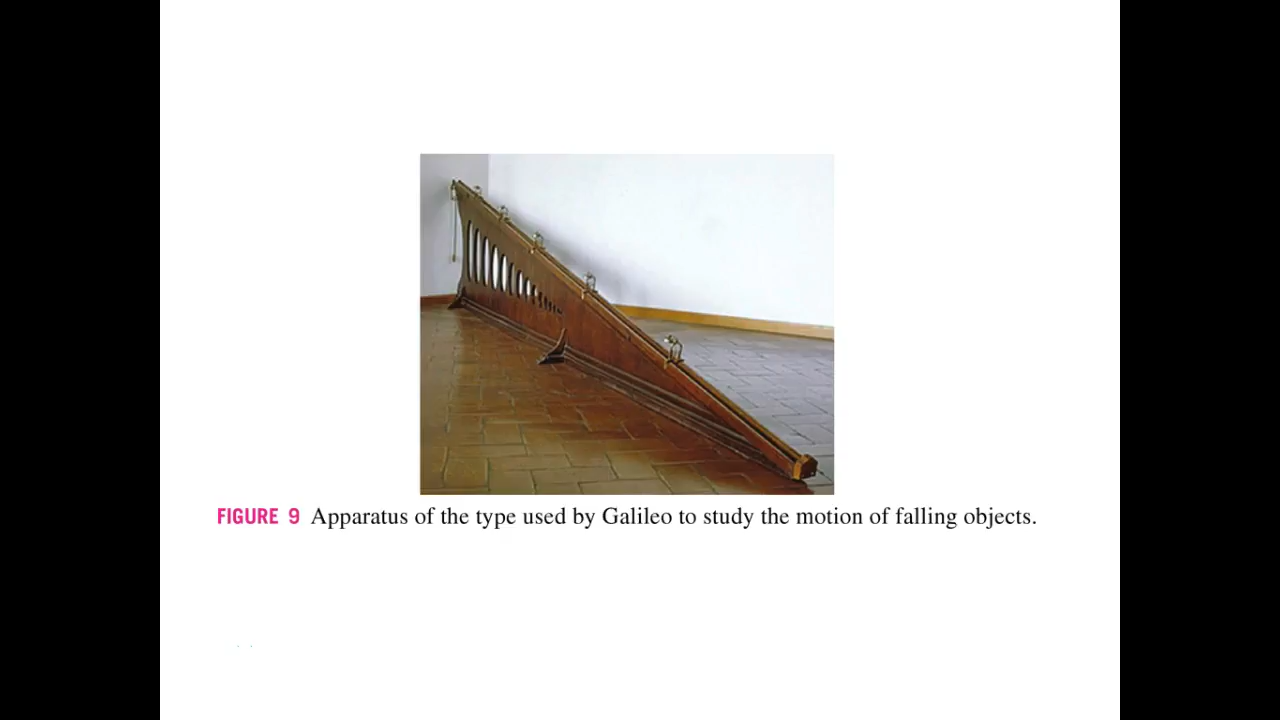 FIGURE 9 Apparatus of the type used by Galileo to study the motion of falling objects.